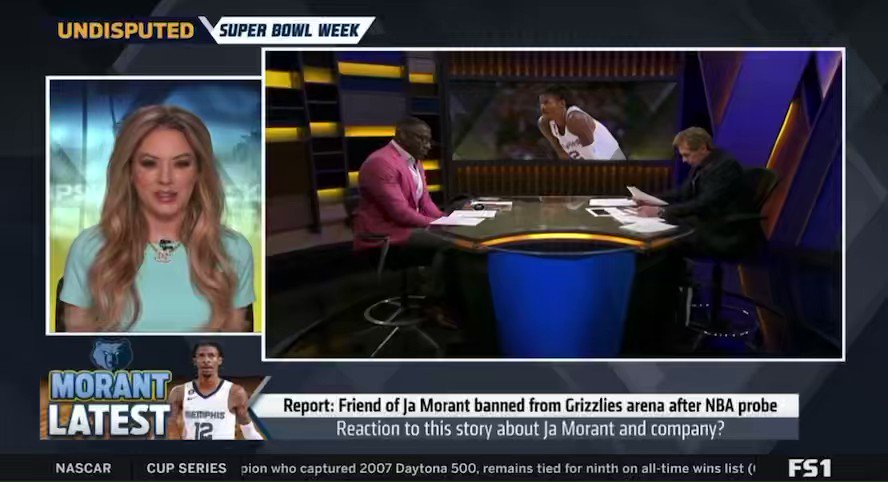 UNDISPUTED
SUPER BOWL WEEK
MORANT
LATEST
MEMPHIS
12
Report: Friend of Ja Morant banned from Grizzlies arena after NBA probe
Reaction to this story about Ja Morant and company?
NASCAR CUP SERIES pion who captured 2007 Daytona 500, remains tied for ninth on all-time wins list (
FS1